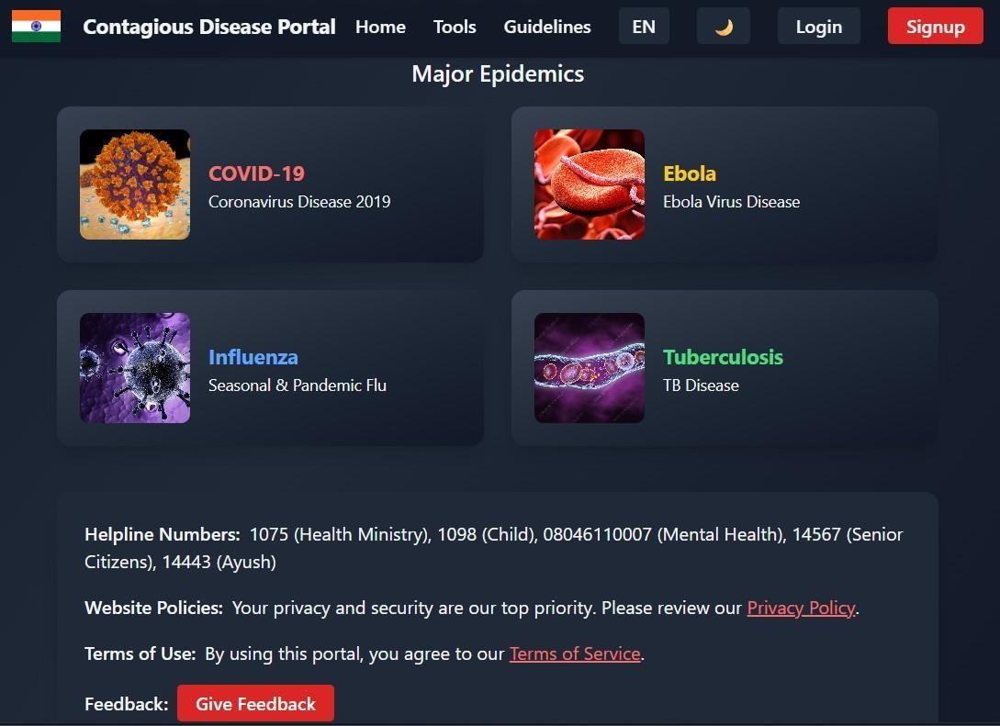 Contagious Disease Portal Home Tools Guidelines EN Login Signup
Major Epidemics
COVID-19
Coronavirus Disease 2019
Ebola
Ebola Virus Disease
Influenza
Seasonal & Pandemic Flu
Tuberculosis
TB Disease
Helpline Numbers: 1075 (Health Ministry), 1098 (Child), 08046110007 (Mental Health), 14567 (Senior
Citizens), 14443 (Ayush)
Website Policies: Your privacy and security are our top priority. Please review our Privacy Policy.
Terms of Use: By using this portal, you agree to our Terms of Service.
Feedback: Give Feedback